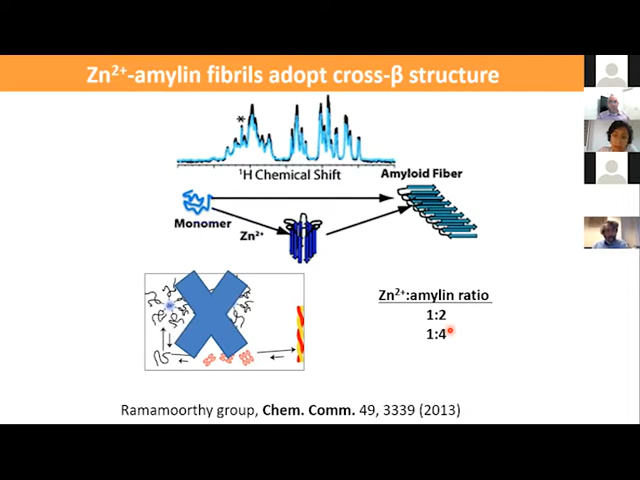 Zn²⁺-amylin fibrils adopt cross-β structure
*
¹H Chemical Shift
Amyloid Fiber
Monomer
Zn²⁺
Zn²⁺:amylin ratio
1:2
1:4
Ramamoorthy group, Chem. Comm. 49, 3339 (2013)